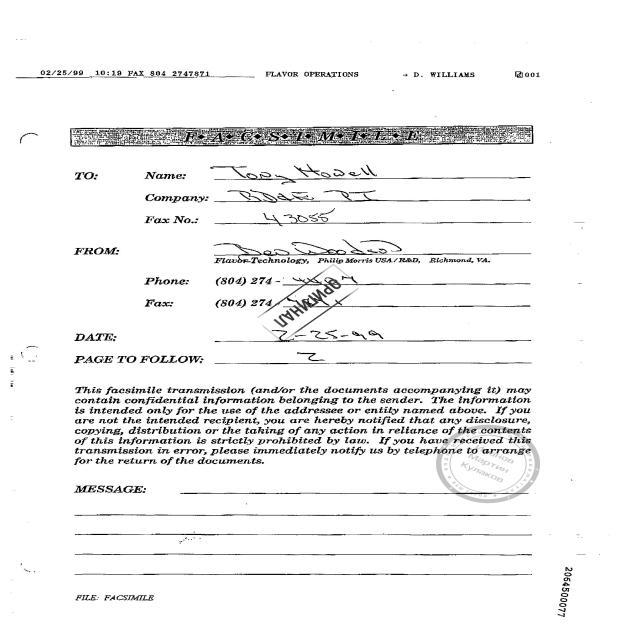 02/25/99 10:19 FAX 804 2747871 FLAVOR OPERATIONS → D. WILLIAMS 001
F•A•C•S•I•M•I•L•E
TO: Name: Tony Howell
Company:
Fax No.: 43055
FROM:
Flavor Technology, Philip Morris USA/R&D, Richmond, VA.
Phone: (804) 274 -
Fax: (804) 274 -
ОРИГИНАЛ
DATE: 2-25-99
PAGE TO FOLLOW: 2
This facsimile transmission (and/or the documents accompanying it) may
contain confidential information belonging to the sender. The information
is intended only for the use of the addressee or entity named above. If you
are not the intended recipient, you are hereby notified that any disclosure,
copying, distribution or the taking of any action in reliance of the contents
of this information is strictly prohibited by law. If you have received this
transmission in error, please immediately notify us by telephone to arrange
for the return of the documents.
Мартин
Кулаков
MESSAGE:
FILE: FACSIMILE
2064500077